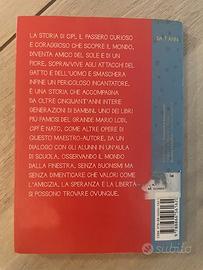 LA STORIA DI CIPÌ, IL PASSERO CURIOSO
E CORAGGIOSO CHE SCOPRE IL MONDO,
DIVENTA AMICO DEL SOLE E DI UN
FIORE, SOPRAVVIVE AGLI ATTACCHI DEL
GATTO E DELL'UOMO E SMASCHERA
INFINE UN PERICOLOSO INCANTATORE.
È UNA STORIA CHE ACCOMPAGNA
DA OLTRE CINQUANT'ANNI INTERE
GENERAZIONI DI BAMBINI. UNO DEI LIBRI
PIÙ FAMOSI DEL GRANDE MARIO LODI,
CIPÌ È NATO, COME ALTRE OPERE DI
QUESTO MAESTRO-AUTORE, DA UN
DIALOGO CON GLI ALUNNI IN UN'AULA
DI SCUOLA, OSSERVANDO IL MONDO
DALLA FINESTRA, SENZA BUONISMI MA
SENZA DIMENTICARE CHE VALORI COME
L'AMICIZIA, LA SPERANZA E LA LIBERTÀ
SI POSSONO TROVARE OVUNQUE.
DA 7 ANNI
subito